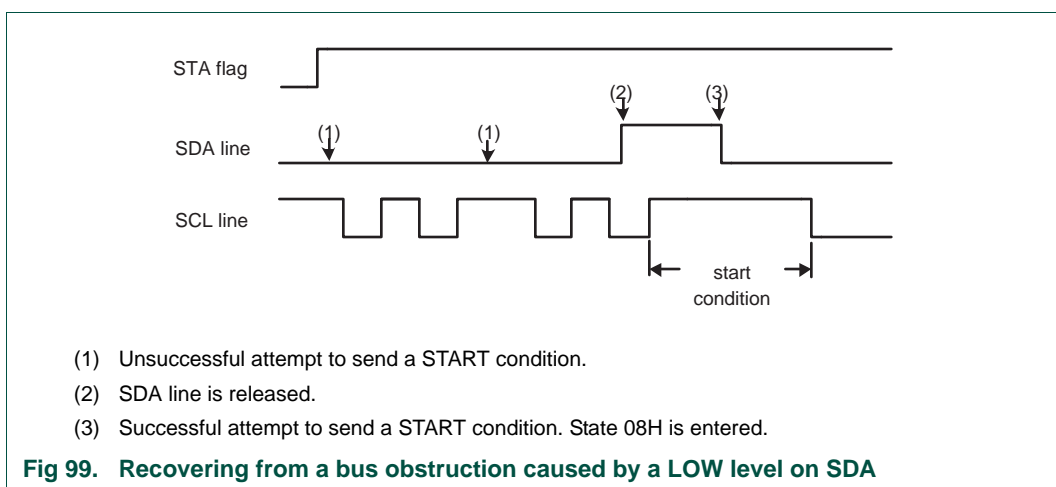 STA flag
(2) (3)
(1) (1)
SDA line
SCL line
start
condition
(1) Unsuccessful attempt to send a START condition.
(2) SDA line is released.
(3) Successful attempt to send a START condition. State 08H is entered.
Fig 99. Recovering from a bus obstruction caused by a LOW level on SDA